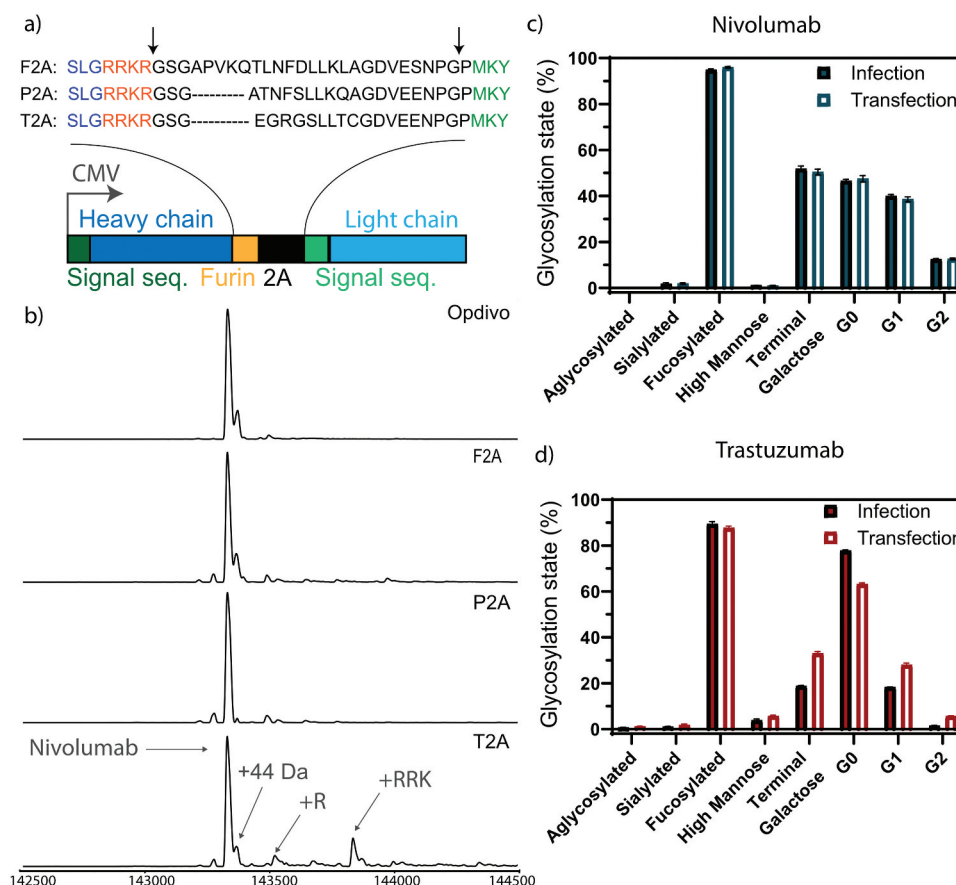 a)
F2A: SLGRRKRGSGAPVKQTLNFDLLKLAGDVESNPGPMKY
P2A: SLGRRKRGSG--------- ATNFSLLKQAGDVEENPGPMKY
T2A: SLGRRKRGSG---------- EGRGSLLTCGDVEENPGPMKY
CMV
Heavy chain
Light chain
Signal seq. Furin 2A Signal seq.
b)
Opdivo
F2A
P2A
T2A
Nivolumab
+44 Da
+R
+RRK
142500 143000 143500 144000 144500
c)
Nivolumab
Glycosylation state (%)
100
80
60
40
20
0
Infection
Transfection
Aglycosylated
Sialylated
Fucosylated
High Mannose
Terminal
Galactose
G0
G1
G2
d)
Trastuzumab
Glycosylation state (%)
100
80
60
40
20
0
Infection
Transfection
Aglycosylated
Sialylated
Fucosylated
High Mannose
Terminal
Galactose
G0
G1
G2